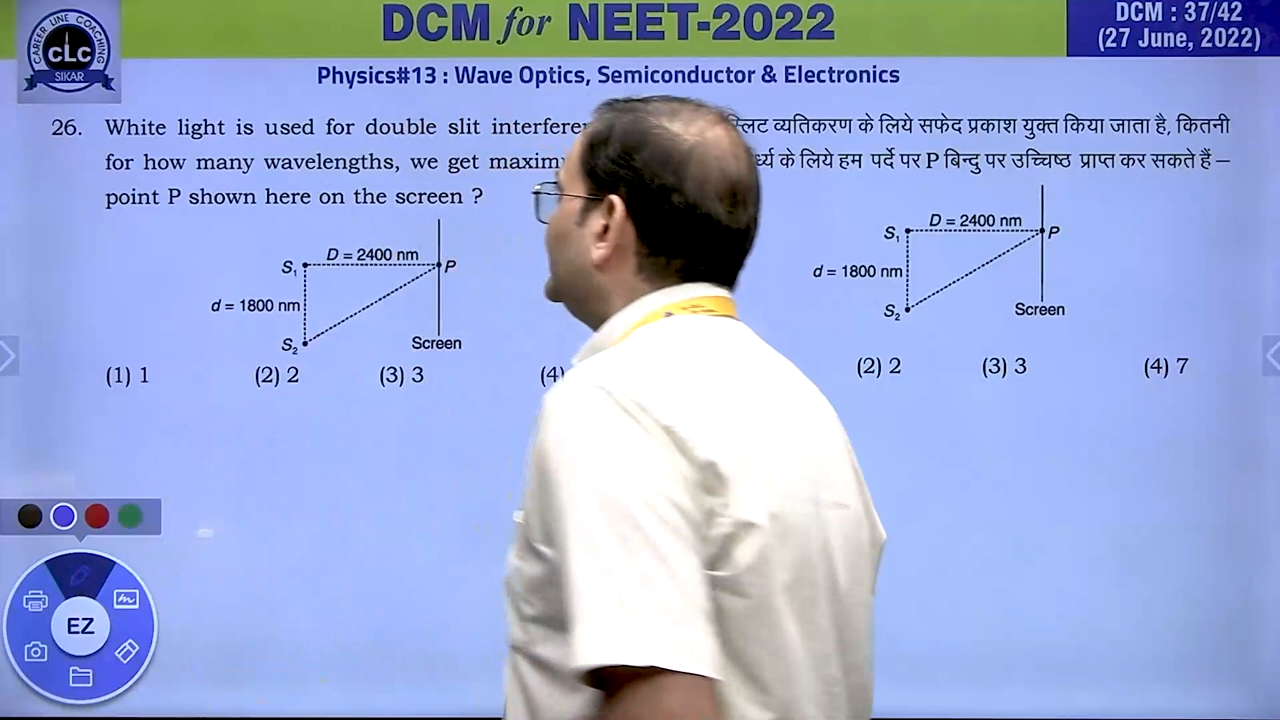 DCM for NEET-2022
DCM : 37/42
(27 June, 2022)
CAREER LINE COACHING
CLC
SIKAR
Physics#13 : Wave Optics, Semiconductor & Electronics
26. White light is used for double slit
for how many wavelengths, we get
point P shown here on the screen ?
D = 2400 nm
S₁
P
d = 1800 nm
S₂
Screen
(1) 1 (2) 2 (3) 3 (4)
व्यतिकरण के लिये सफेद प्रकाश युक्त किया जाता है, कितनी
के लिये हम पर्दे पर P बिन्दु पर उच्चिष्ठ प्राप्त कर सकते हैं –
D = 2400 nm
S₁
P
d = 1800 nm
S₂
Screen
(2) 2 (3) 3 (4) 7
EZ